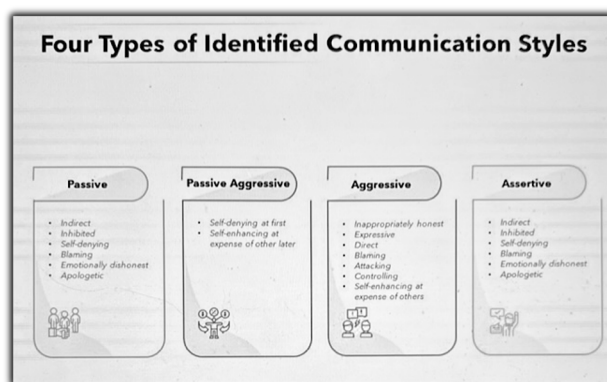 Four Types of Identified Communication Styles
Passive
• Indirect
• Inhibited
• Self-denying
• Blaming
• Emotionally dishonest
• Apologetic
Passive Aggressive
• Self-denying at first
• Self-enhancing at
expense of other later
Aggressive
• Inappropriately honest
• Expressive
• Direct
• Blaming
• Attacking
• Controlling
• Self-enhancing at
expense of others
Assertive
• Indirect
• Inhibited
• Self-denying
• Blaming
• Emotionally dishonest
• Apologetic